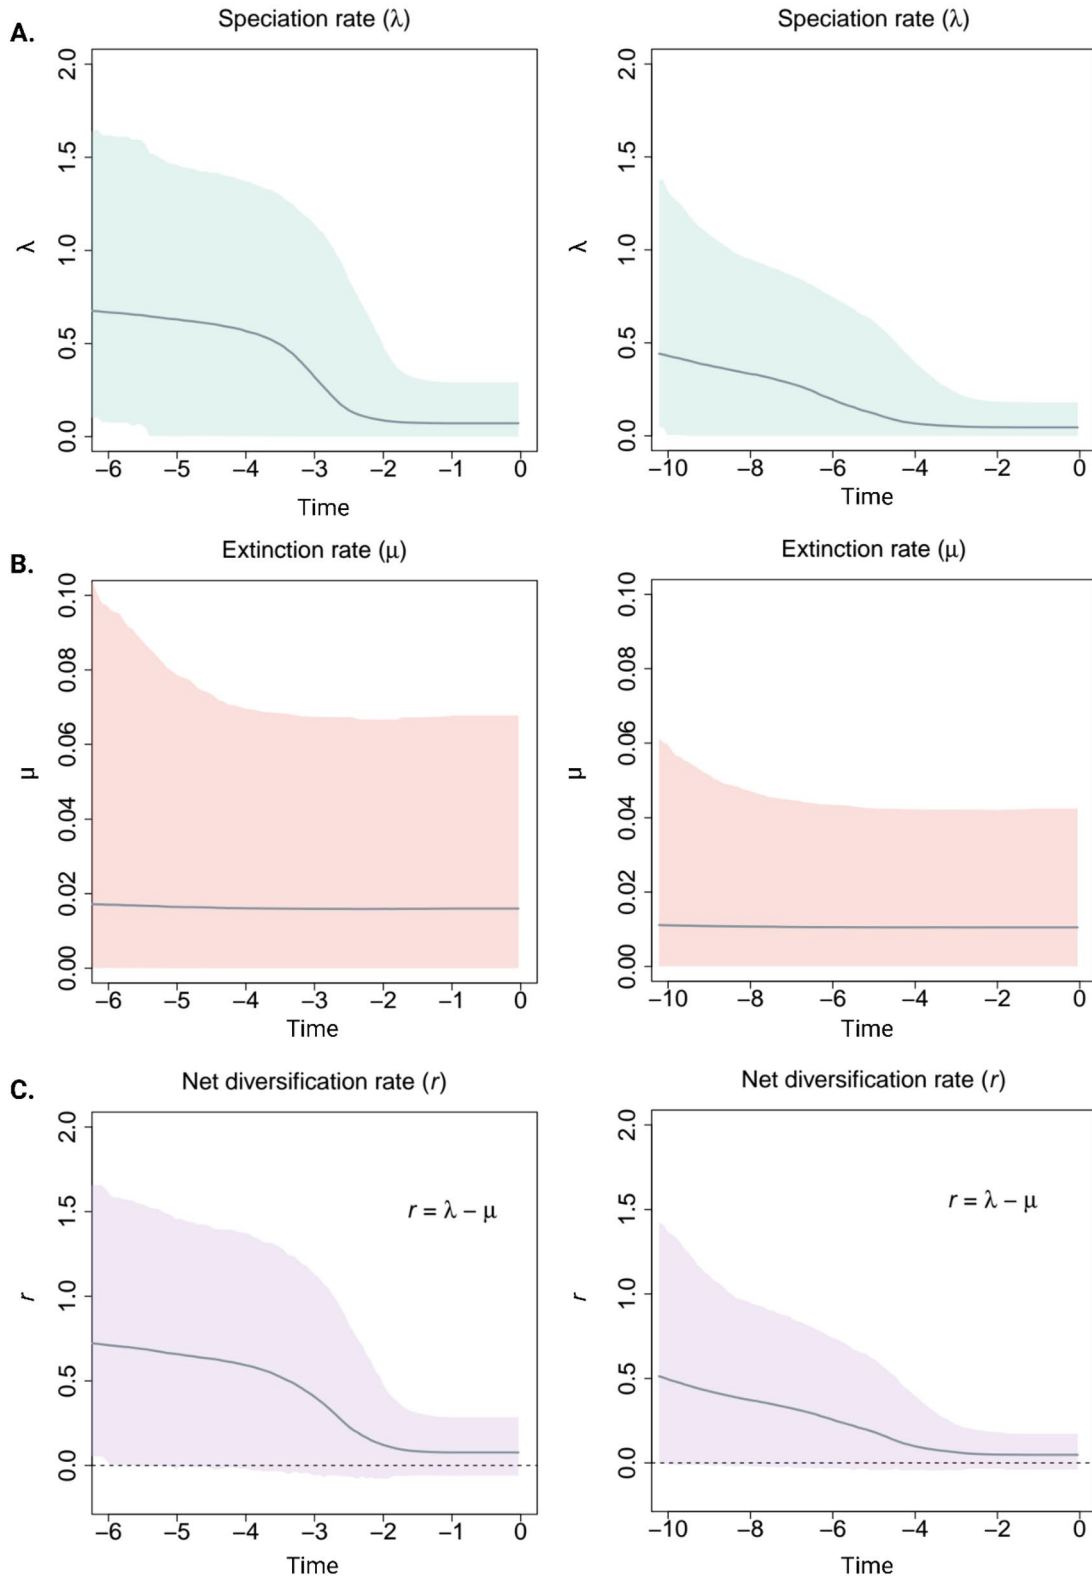 A.
Speciation rate (λ)
2.0
1.5
1.0
0.5
0.0
λ
–6 –5 –4 –3 –2 –1 0
Time
Speciation rate (λ)
2.0
1.5
1.0
0.5
0.0
λ
–10 –8 –6 –4 –2 0
Time
B.
Extinction rate (μ)
0.10
0.08
0.06
0.04
0.02
0.00
μ
–6 –5 –4 –3 –2 –1 0
Time
Extinction rate (μ)
0.10
0.08
0.06
0.04
0.02
0.00
μ
–10 –8 –6 –4 –2 0
Time
C.
Net diversification rate (r)
2.0
1.5
1.0
0.5
0.0
r
r = λ – μ
–6 –5 –4 –3 –2 –1 0
Time
Net diversification rate (r)
2.0
1.5
1.0
0.5
0.0
r
r = λ – μ
–10 –8 –6 –4 –2 0
Time